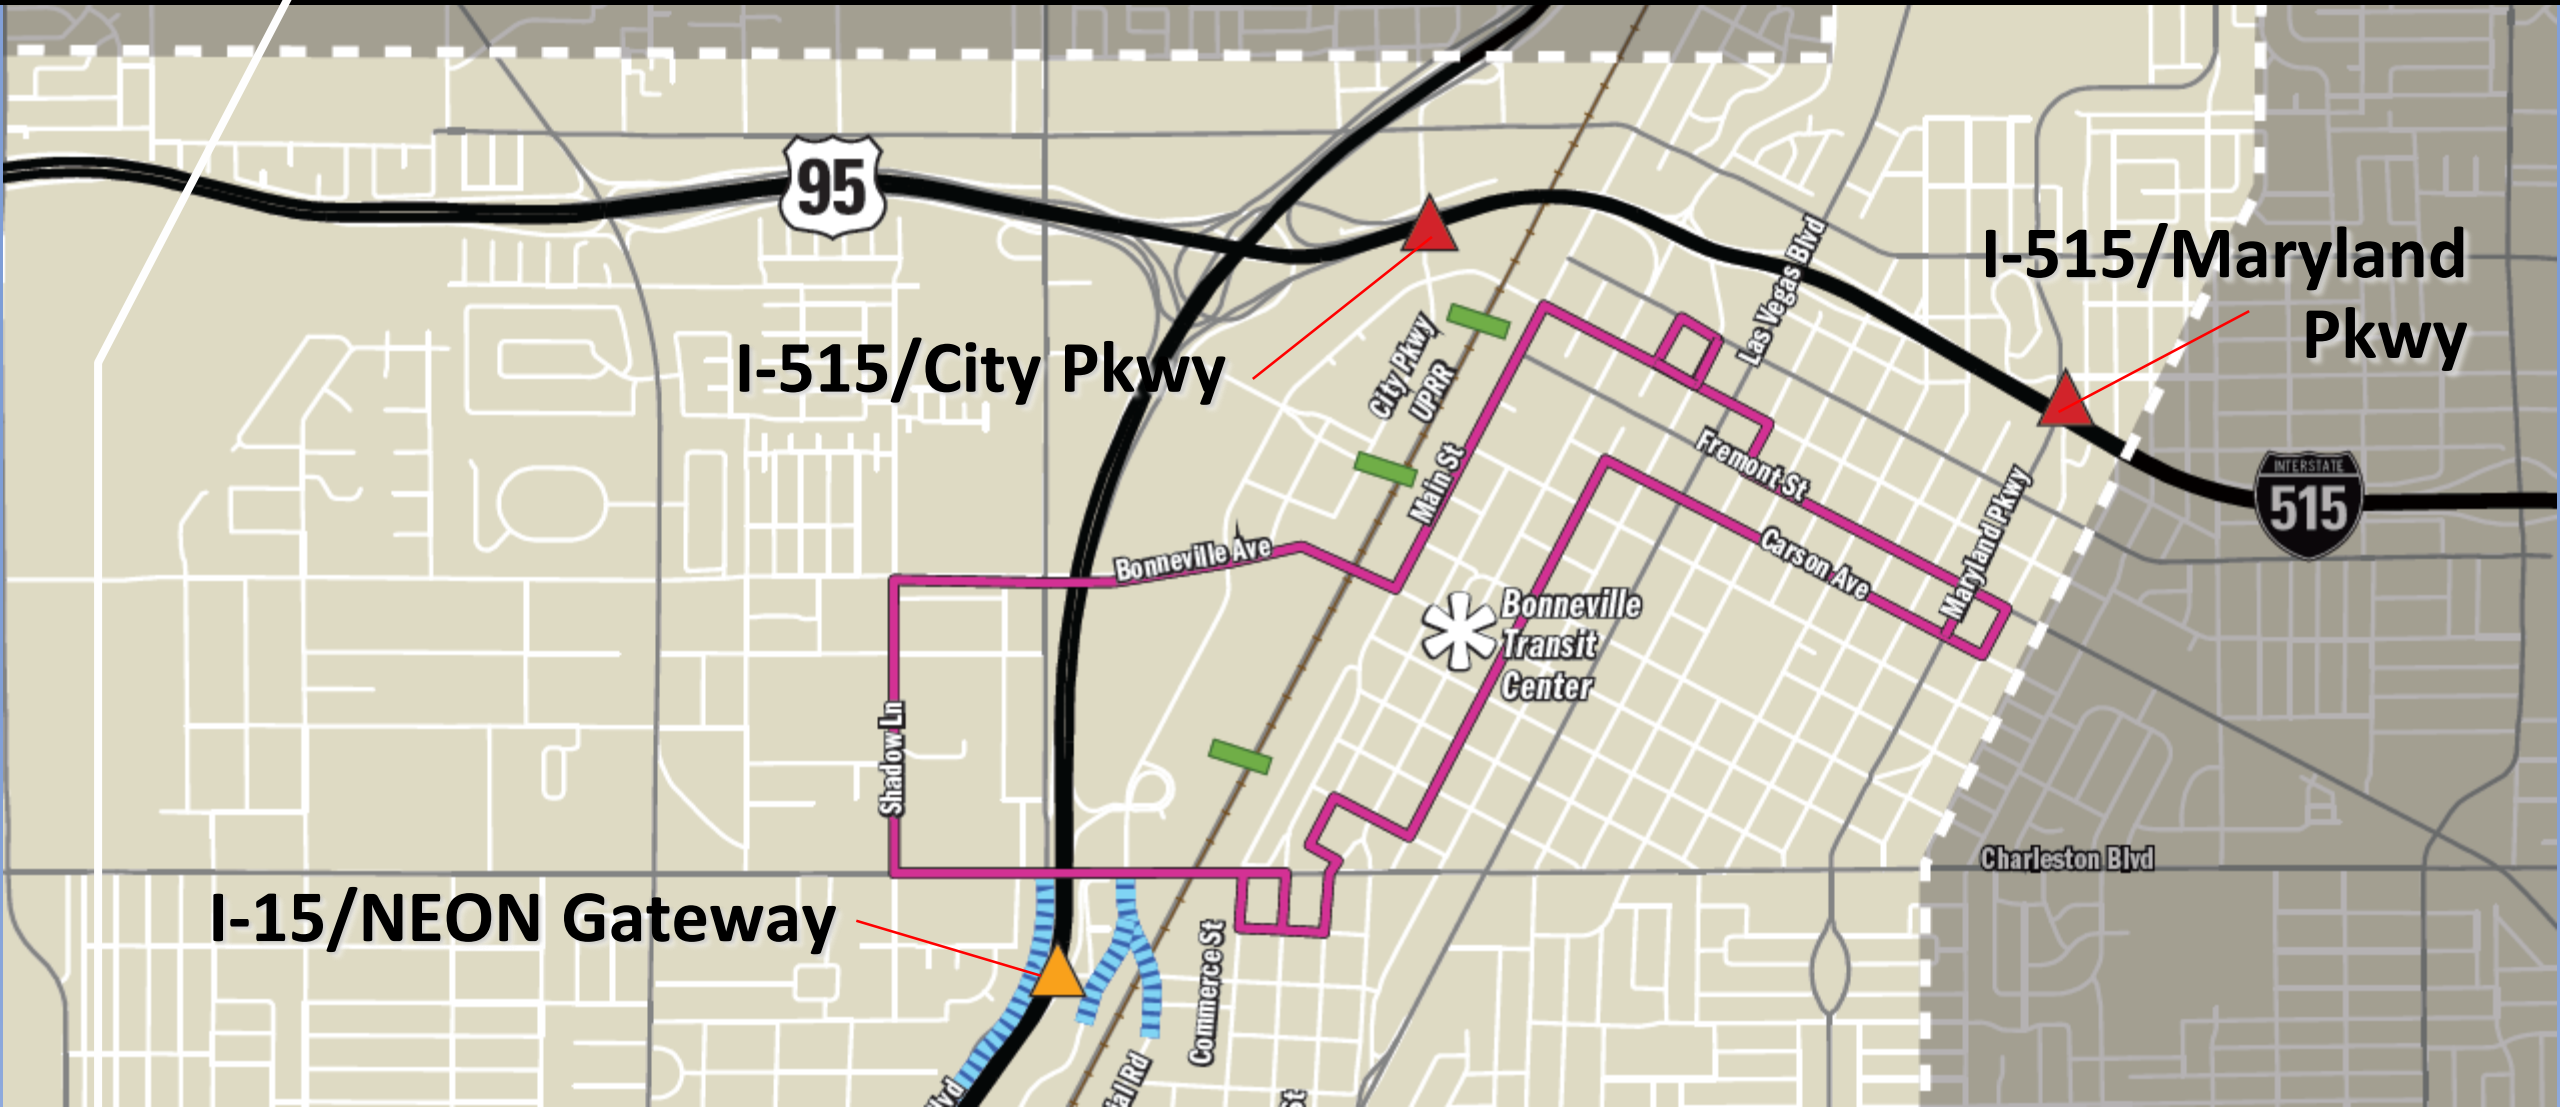 95
Las Vegas Blvd
I-515/Maryland
Pkwy
I-515/City Pkwy
City Pkwy
UPRR
Main St
Fremont St
INTERSTATE
515
Maryland Pkwy
Bonneville Ave
Carson Ave
Bonneville
Transit
Center
Shadow Ln
Charleston Blvd
I-15/NEON Gateway
Commerce St